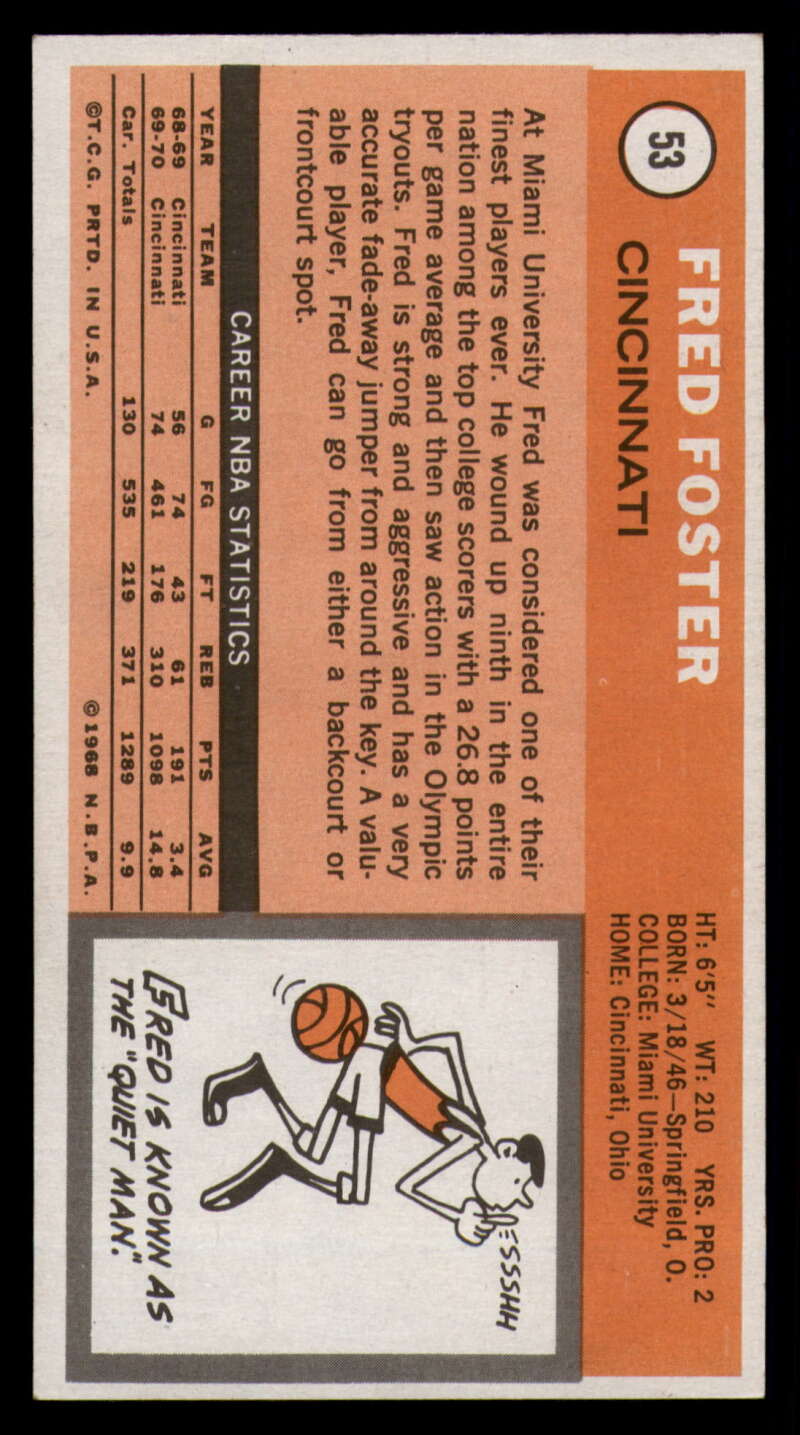 53
FRED FOSTER
CINCINNATI
HT: 6'5" WT: 210 YRS. PRO: 2
BORN: 3/18/46—Springfield, O.
COLLEGE: Miami University
HOME: Cincinnati, Ohio
At Miami University Fred was considered one of their
finest players ever. He wound up ninth in the entire
nation among the top college scorers with a 26.8 points
per game average and then saw action in the Olympic
tryouts. Fred is strong and aggressive and has a very
accurate fade-away jumper from around the key. A valu-
able player, Fred can go from either a backcourt or
frontcourt spot.
CAREER NBA STATISTICS
YEAR TEAM G FG FT REB PTS AVG
68-69 Cincinnati 56 74 43 61 191 3.4
69-70 Cincinnati 74 461 176 310 1098 14.8
Car. Totals 130 535 219 371 1289 9.9
©T.C.G. PRTD. IN U.S.A. ©1968 N.B.P.A.
SSSHH
FRED IS KNOWN AS
THE "QUIET MAN."